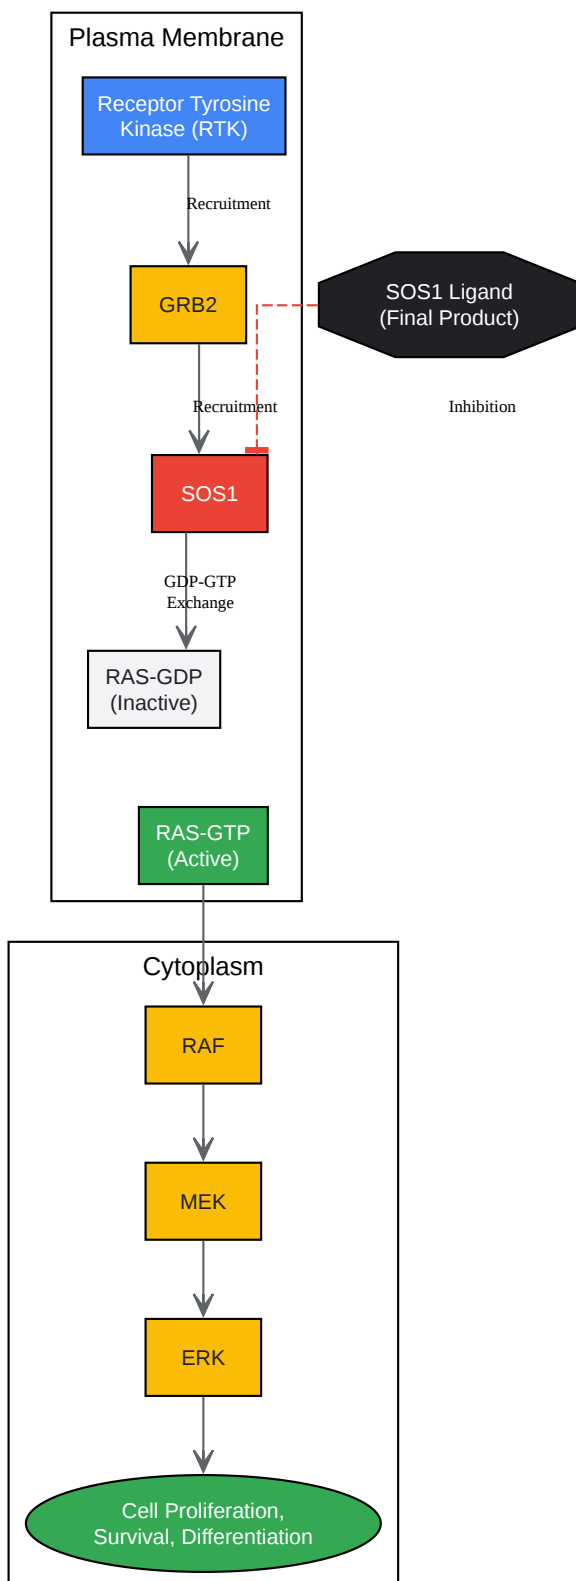 Plasma Membrane
Receptor Tyrosine
Kinase (RTK)
Recruitment
GRB2
SOS1 Ligand
(Final Product)
Recruitment
Inhibition
SOS1
GDP-GTP
Exchange
RAS-GDP
(Inactive)
RAS-GTP
(Active)
Cytoplasm
RAF
MEK
ERK
Cell Proliferation,
Survival, Differentiation